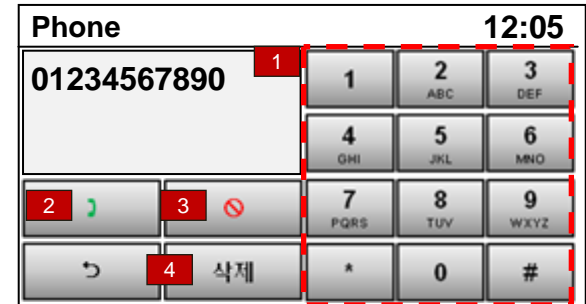 Phone 12:05
01234567890 1
1 2 3
ABC DEF
4 5 6
GHI JKL MNO
2 3 7 8 9
PQRS TUV WXYZ
4 삭제 * 0 #